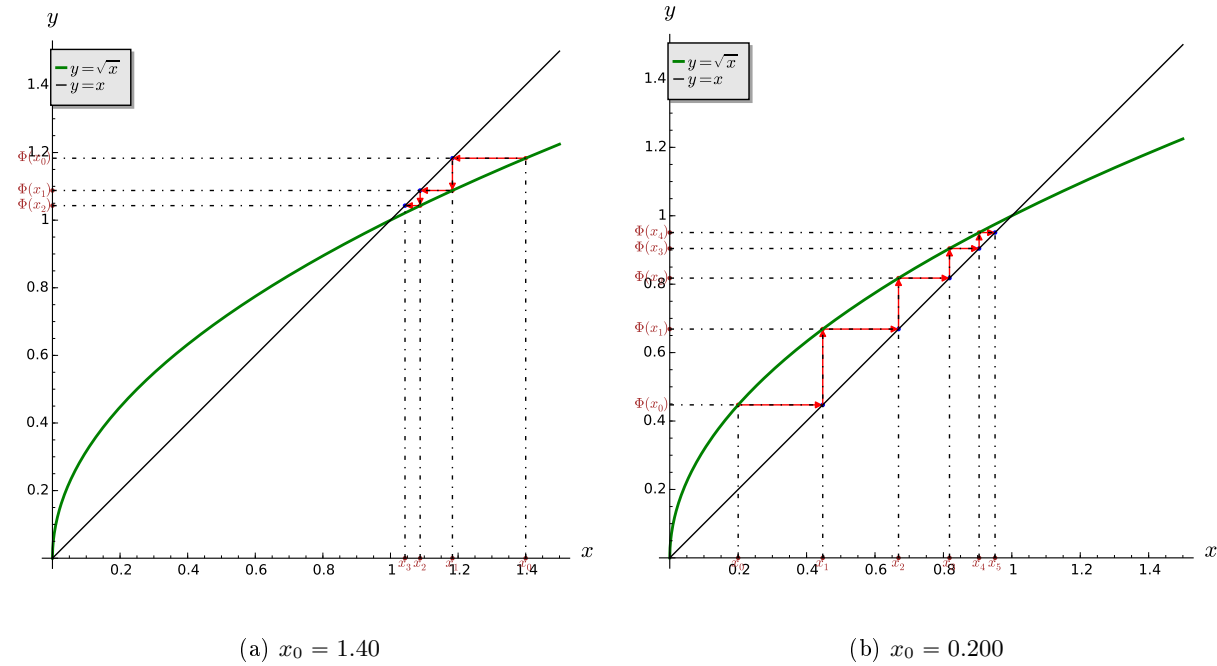 y
y=√x
y=x
1.4
1.2
Φ(x₀)
Φ(x₁)
Φ(x₂)
1
0.8
0.6
0.4
0.2
x₃ x₂ x₁ x₀
0.2 0.4 0.6 0.8 1 1.2 1.4
x
(a) x₀ = 1.40
y
y=√x
y=x
1.4
1.2
1
Φ(x₄)
Φ(x₃)
Φ(x₂)
0.8
Φ(x₁)
0.6
Φ(x₀)
0.4
0.2
x₀ x₁ x₂ x₃ x₄ x₅
0.2 0.4 0.6 0.8 1 1.2 1.4
x
(b) x₀ = 0.200